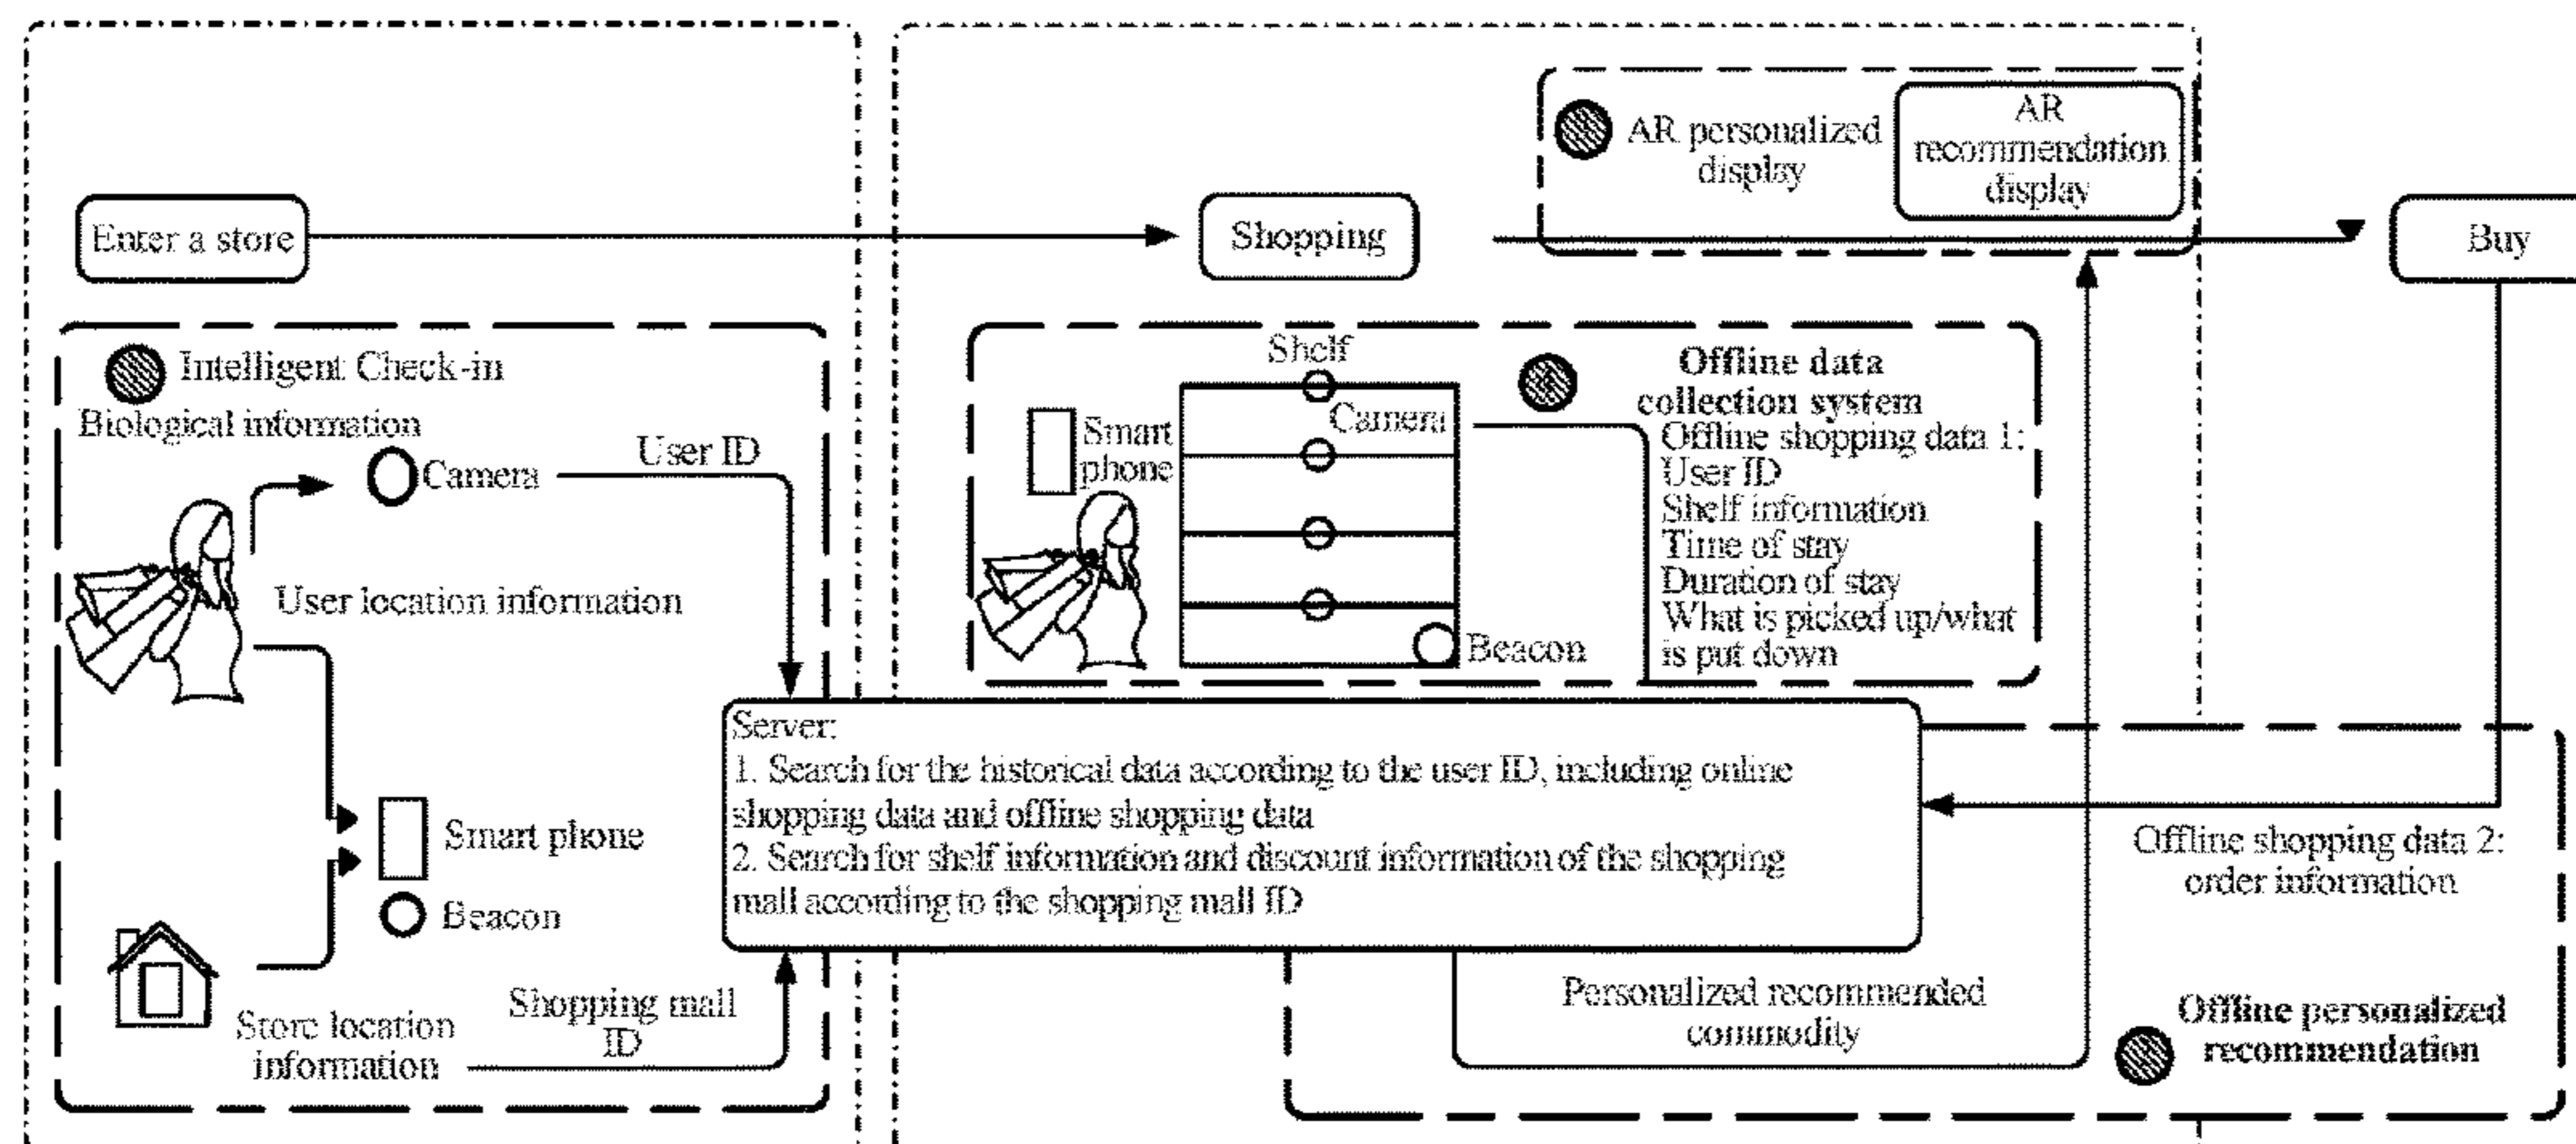 AR personalized
display
AR
recommendation
display
Enter a store
Shopping
Buy
Intelligent Check-in
Biological information
Camera
User ID
User location information
Smart phone
Beacon
Store location
information
Shopping mall
ID
Shelf
Camera
Smart
phone
Beacon
Offline data
collection system
Offline shopping data 1:
User ID
Shelf information
Time of stay
Duration of stay
What is picked up/what
is put down
Server:
1. Search for the historical data according to the user ID, including online
shopping data and offline shopping data
2. Search for shelf information and discount information of the shopping
mall according to the shopping mall ID
Offline shopping data 2:
order information
Personalized recommended
commodity
Offline personalized
recommendation